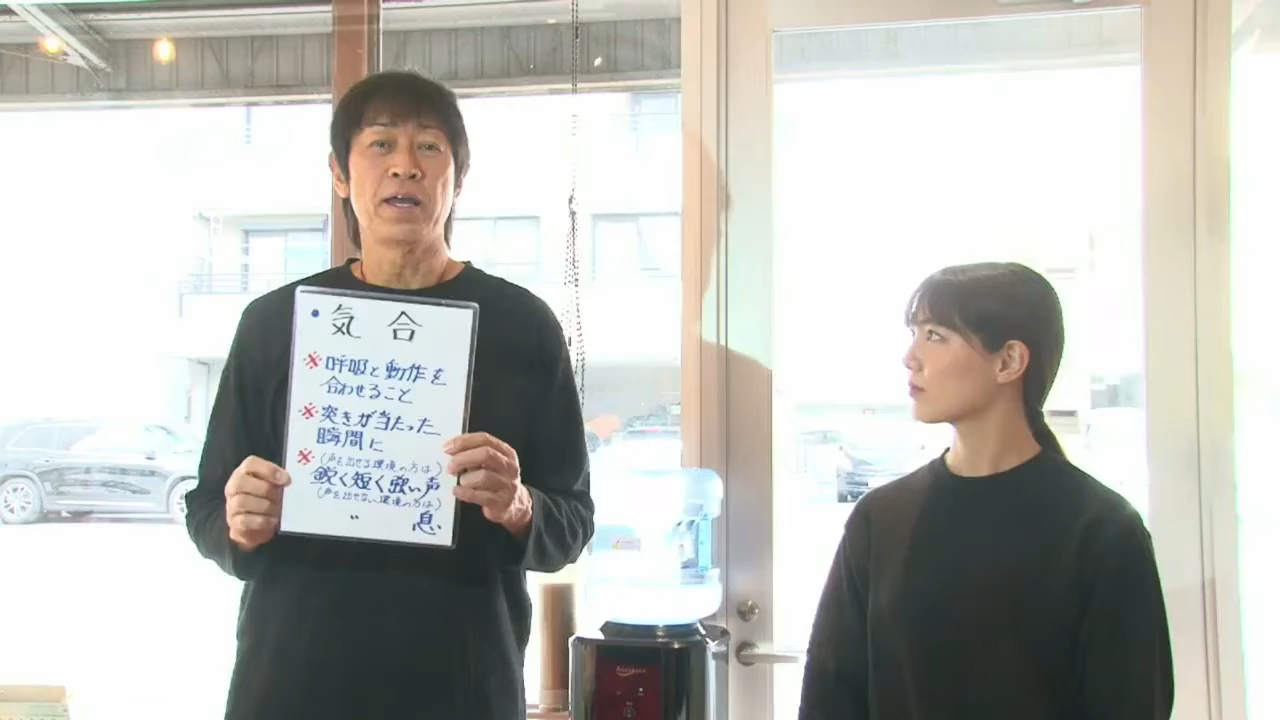 ・気合
※呼吸と動作を
合わせること
※突きが当たった
瞬間に
※(声を出せる環境の方は)
鋭く短く強い声
(声を出せない環境の方は)
〃 息